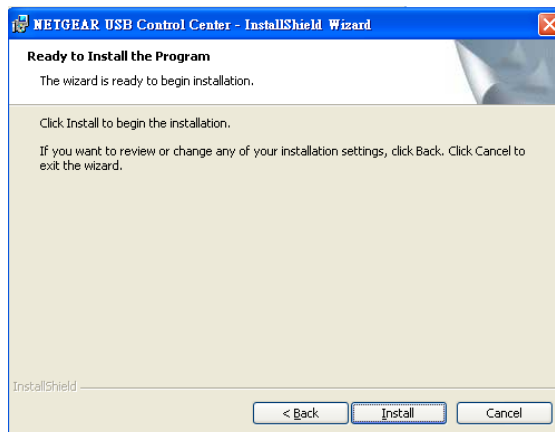 NETGEAR USB Control Center - InstallShield Wizard
Ready to Install the Program
The wizard is ready to begin installation.
Click Install to begin the installation.
If you want to review or change any of your installation settings, click Back. Click Cancel to
exit the wizard.
InstallShield
< Back
Install
Cancel